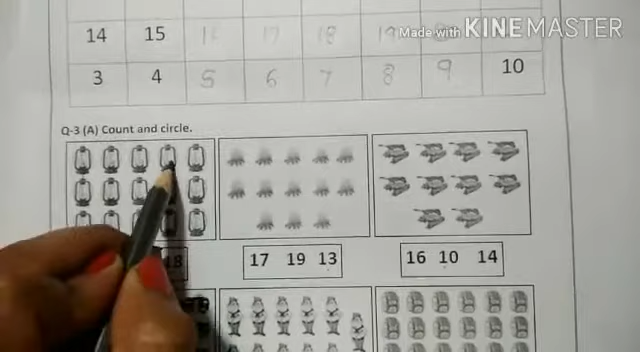 Made with KINEMASTER
14 15 16 17 18 19
3 4 5 6 7 8 9 10
Q-3 (A) Count and circle.
18
17 19 13
16 10 14